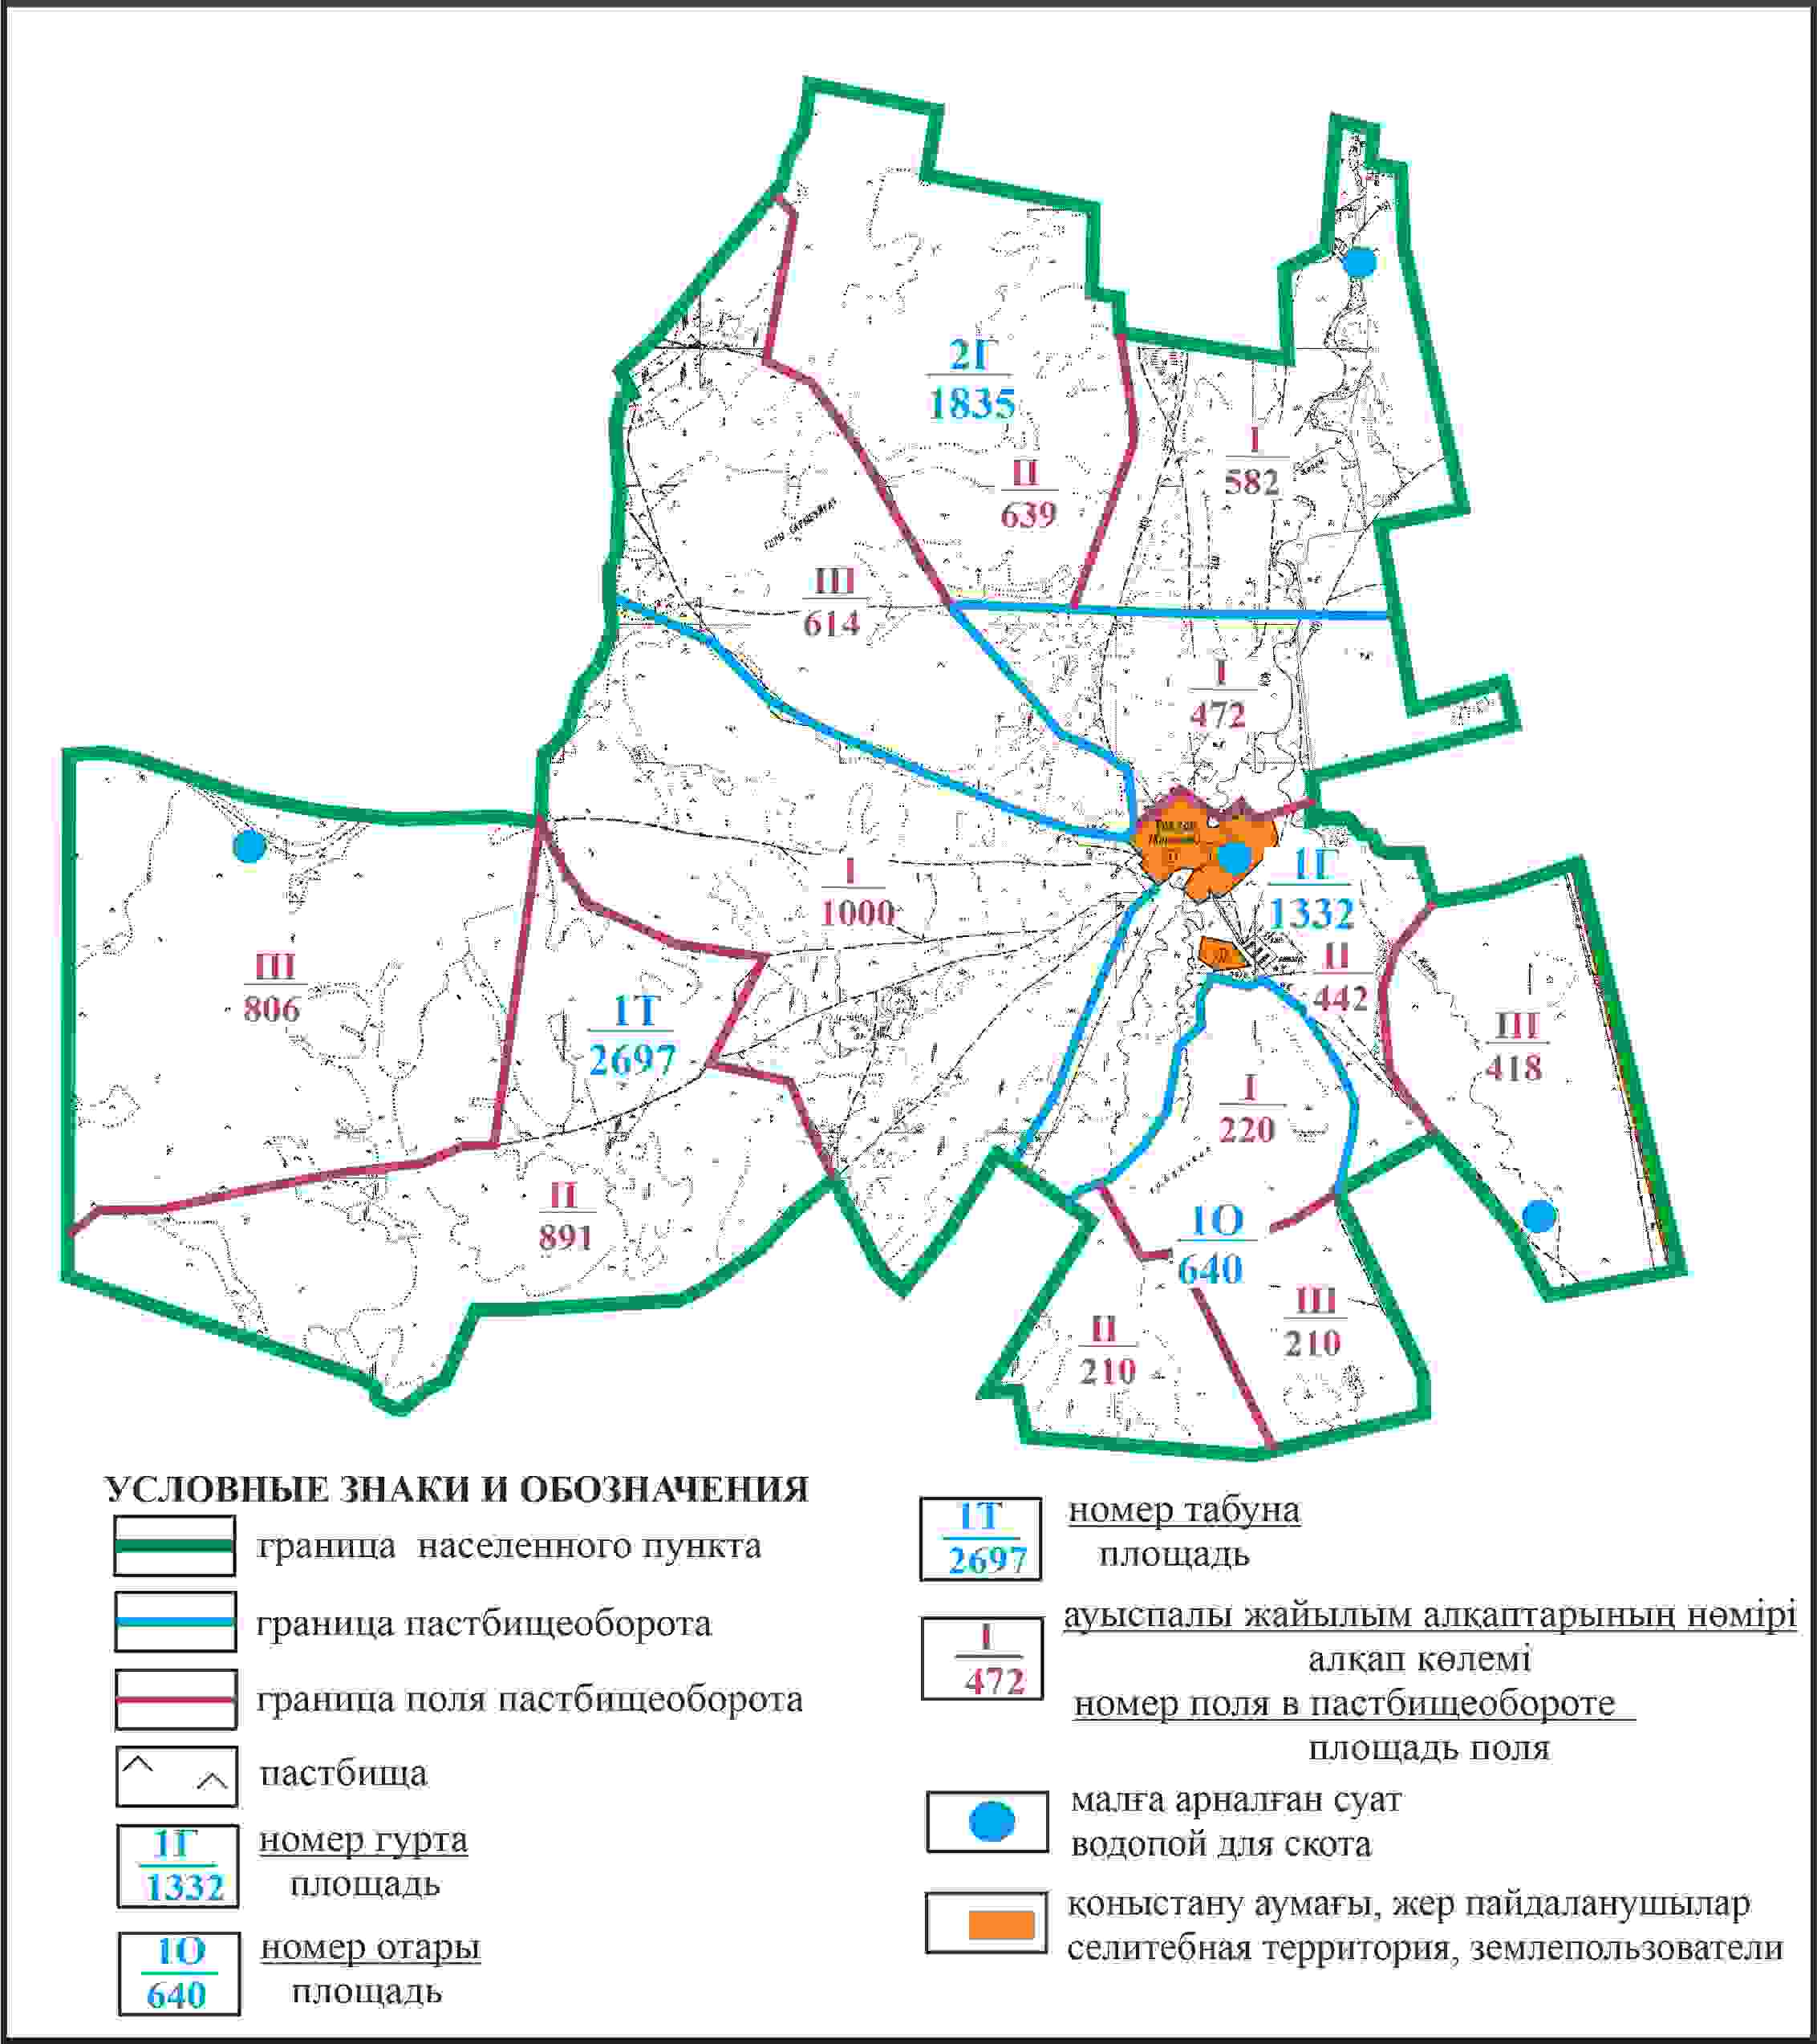 2Г
1835
I
582
II
639
III
614
I
472
I
1000
1Г
1332
II
442
III
806
1Т
2697
III
418
I
220
II
891
1О
640
III
210
II
210
УСЛОВНЫЕ ЗНАКИ И ОБОЗНАЧЕНИЯ
граница населенного пункта
граница пастбищеоборота
граница поля пастбищеоборота
пастбища
1Г
1332
номер гурта
площадь
1О
640
номер отары
площадь
1Т
2697
номер табуна
площадь
I
472
ауыспалы жайылым алқаптарының нөмірі
алқап көлемі
номер поля в пастбищеобороте
площадь поля
малға арналған суат
водопой для скота
қоныстану аумағы, жер пайдаланушылар
селитебная территория, землепользователи